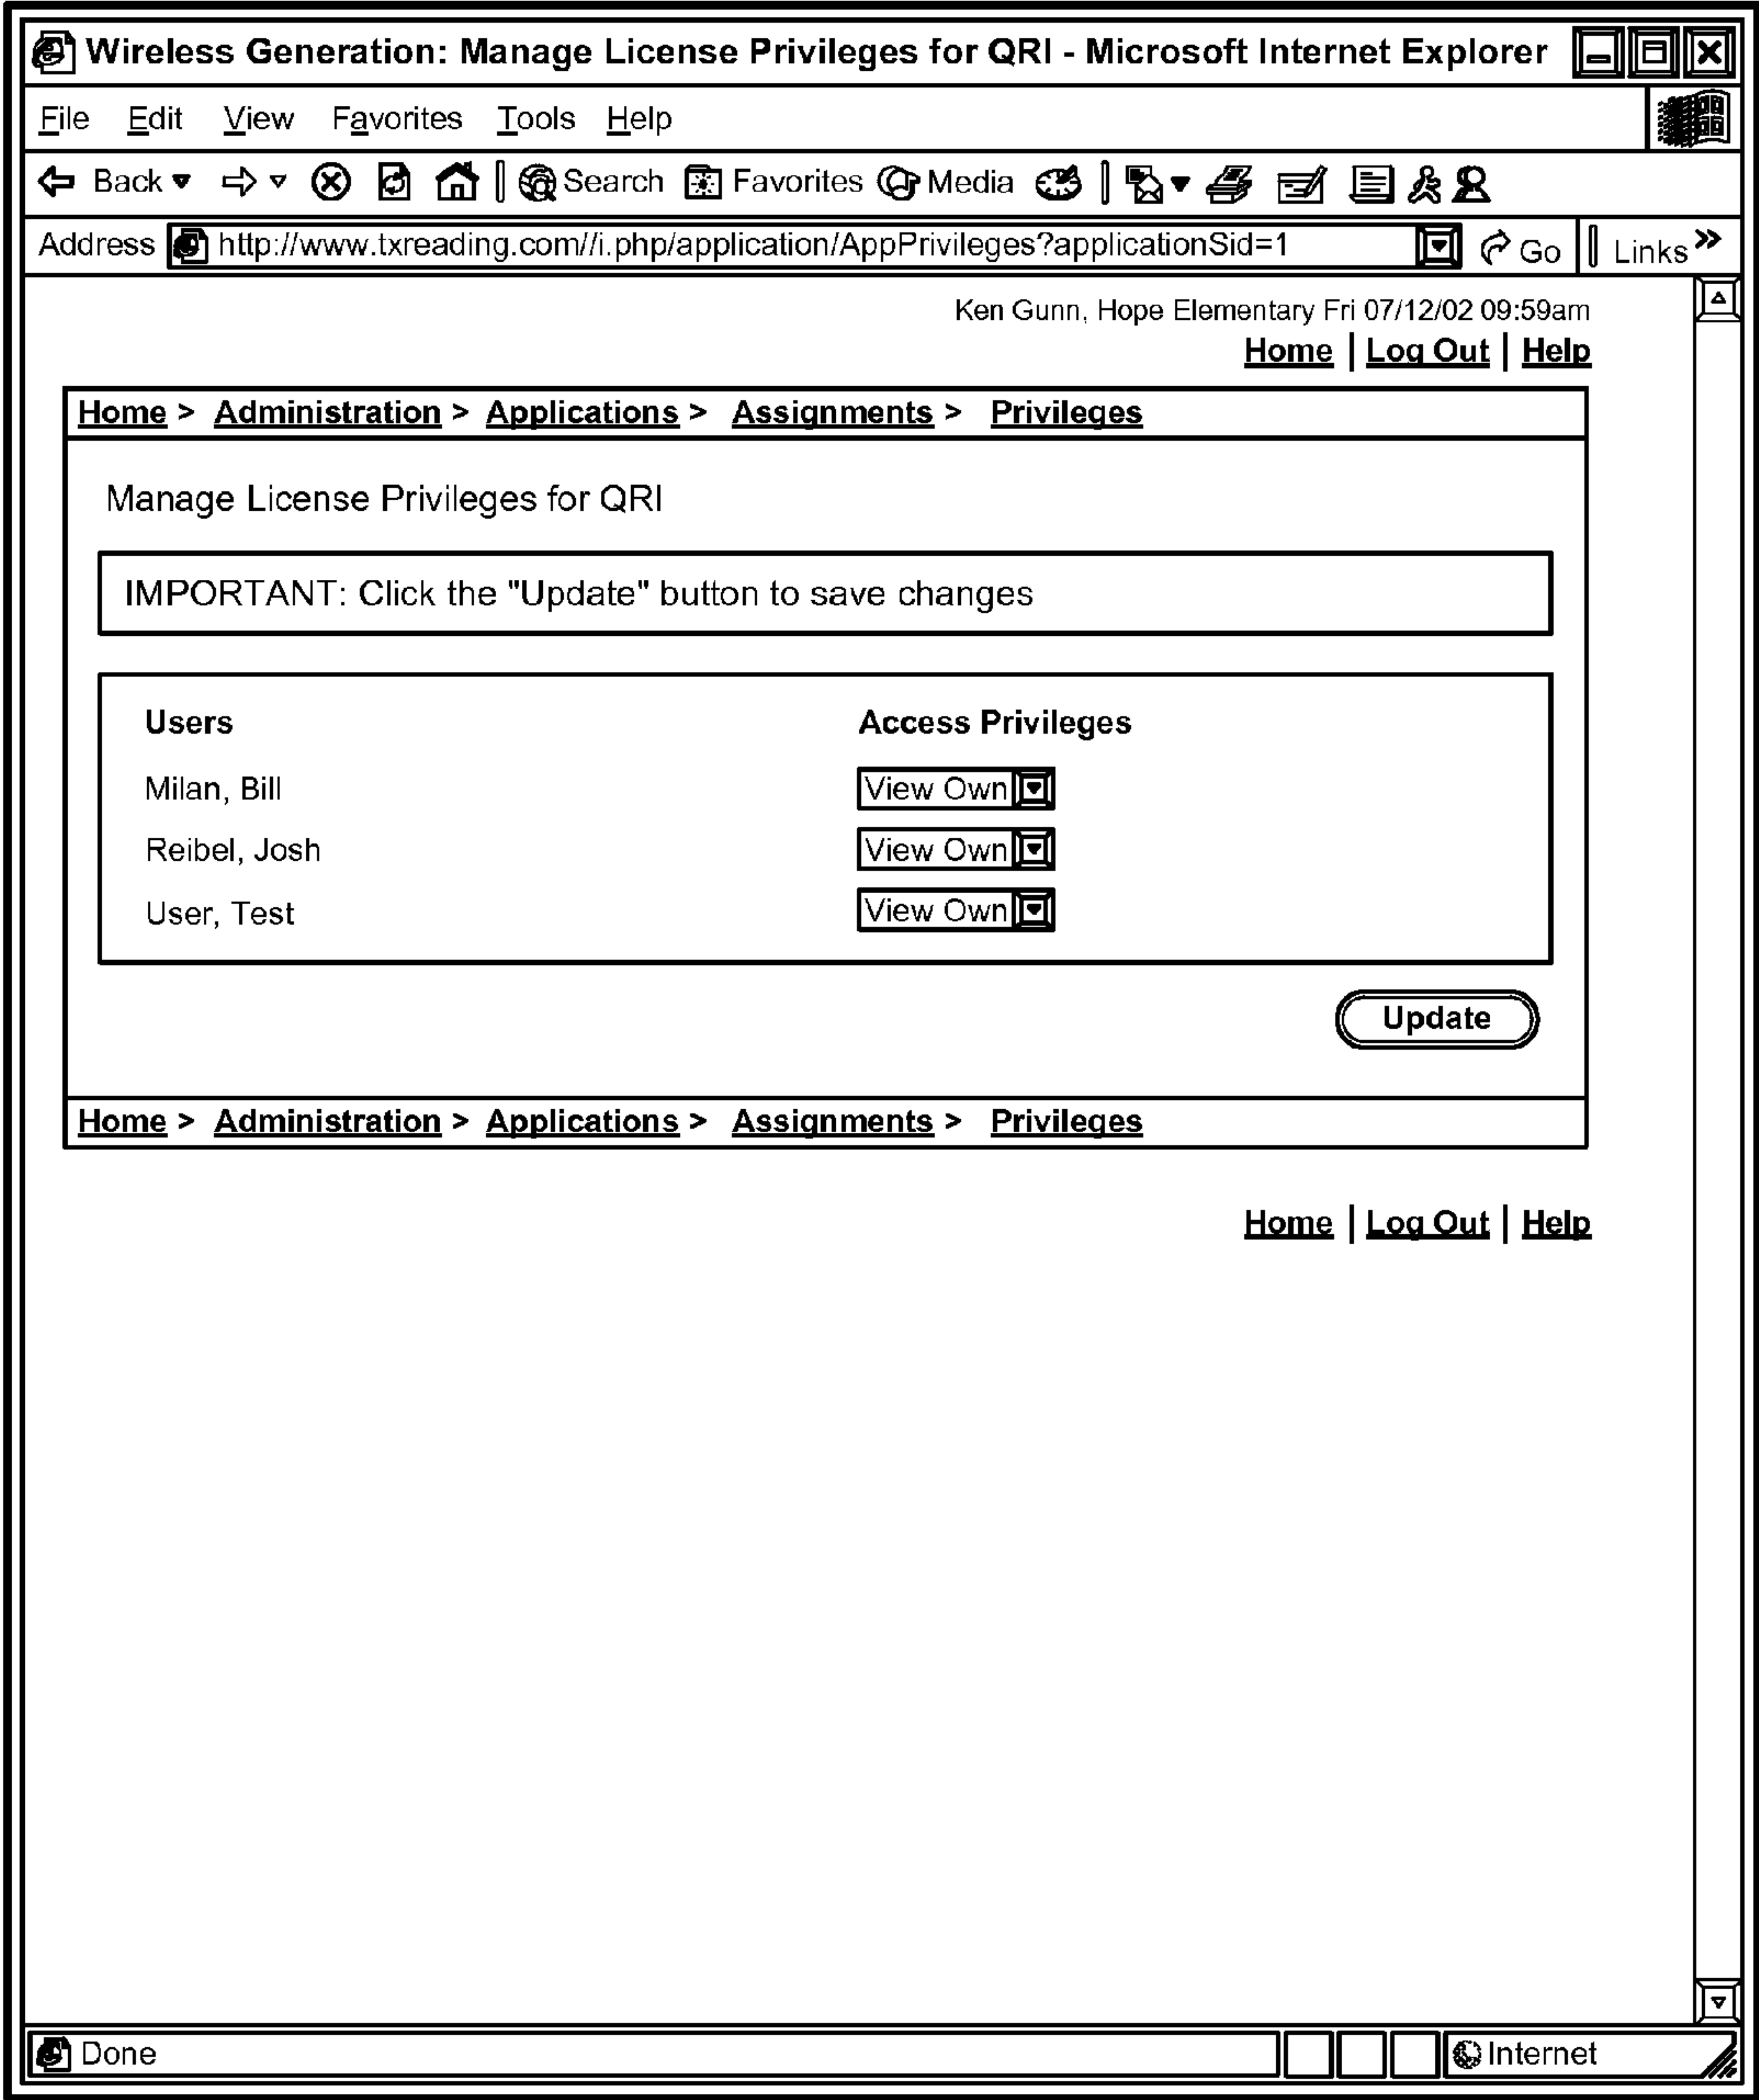 Wireless Generation: Manage License Privileges for QRI - Microsoft Internet Explorer
File Edit View Favorites Tools Help
Back Search Favorites Media
Address http://www.txreading.com//i.php/application/AppPrivileges?applicationSid=1 Go Links »
Ken Gunn, Hope Elementary Fri 07/12/02 09:59am
Home | Log Out | Help
Home > Administration > Applications > Assignments > Privileges
Manage License Privileges for QRI
IMPORTANT: Click the "Update" button to save changes
Users Access Privileges
Milan, Bill View Own
Reibel, Josh View Own
User, Test View Own
Update
Home > Administration > Applications > Assignments > Privileges
Home | Log Out | Help
Done Internet